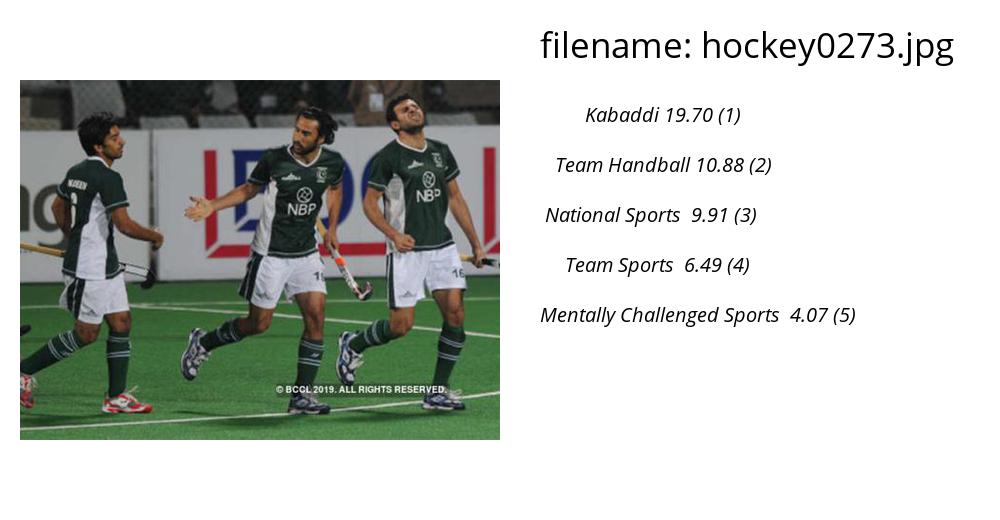 filename: hockey0273.jpg
Kabaddi 19.70 (1)
Team Handball 10.88 (2)
National Sports 9.91 (3)
Team Sports 6.49 (4)
Mentally Challenged Sports 4.07 (5)
NBP
NBP
16
© BCCL 2019. ALL RIGHTS RESERVED.